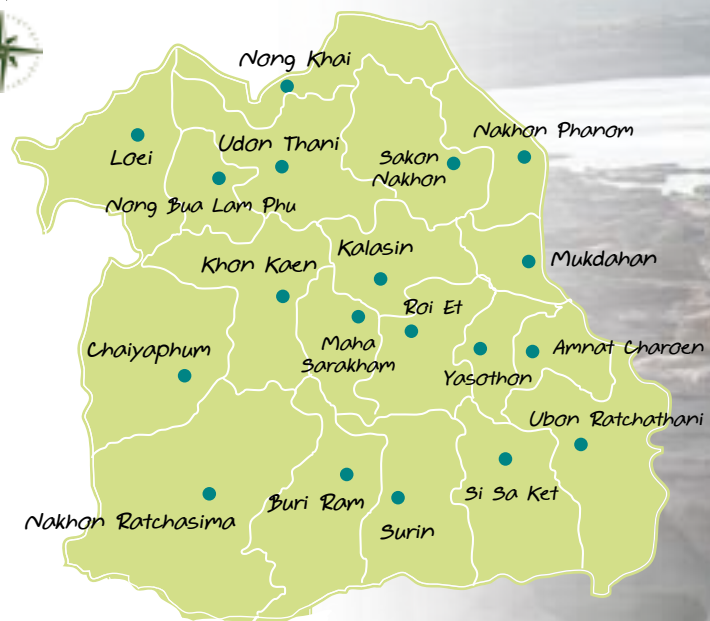 Nong Khai
Loei
Udon Thani
Nakhon Phanom
Sakon
Nakhon
Nong Bua Lam Phu
Khon Kaen
Kalasin
Mukdahan
Roi Et
Maha
Sarakham
Chaiyaphum
Yasothon
Amnat Charoen
Ubon Ratchathani
Nakhon Ratchasima
Buri Ram
Surin
Si Sa Ket